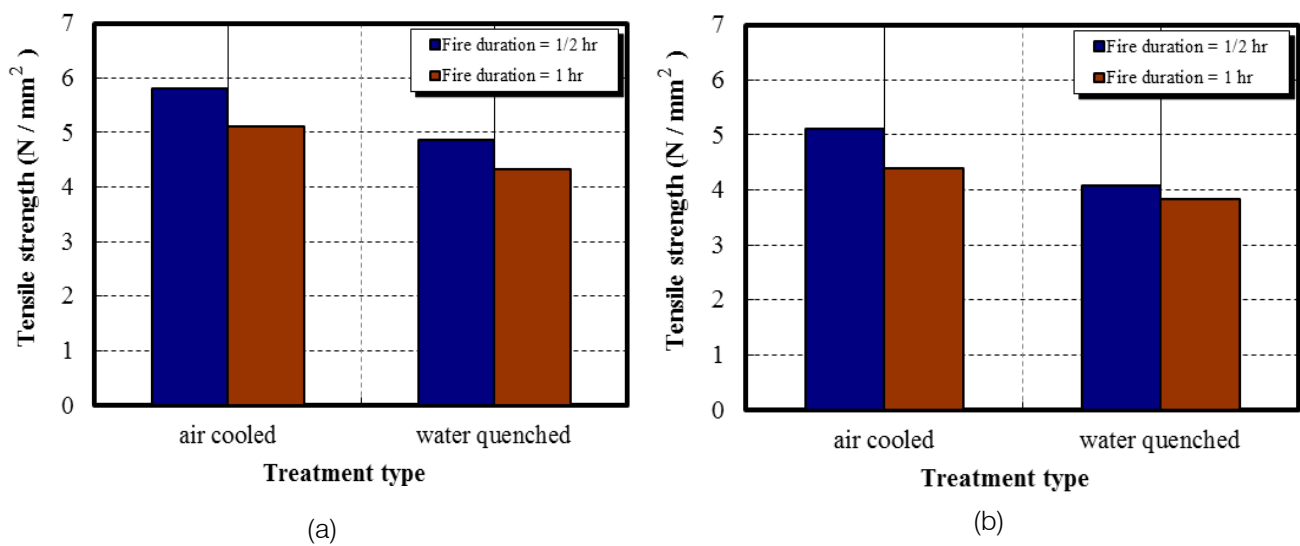 7
6
5
4
3
2
1
0
Tensile strength (N / mm²)
Fire duration = 1/2 hr
Fire duration = 1 hr
air cooled
water quenched
Treatment type
(a)
7
6
5
4
3
2
1
0
Tensile strength (N / mm²)
Fire duration = 1/2 hr
Fire duration = 1 hr
air cooled
water quenched
Treatment type
(b)